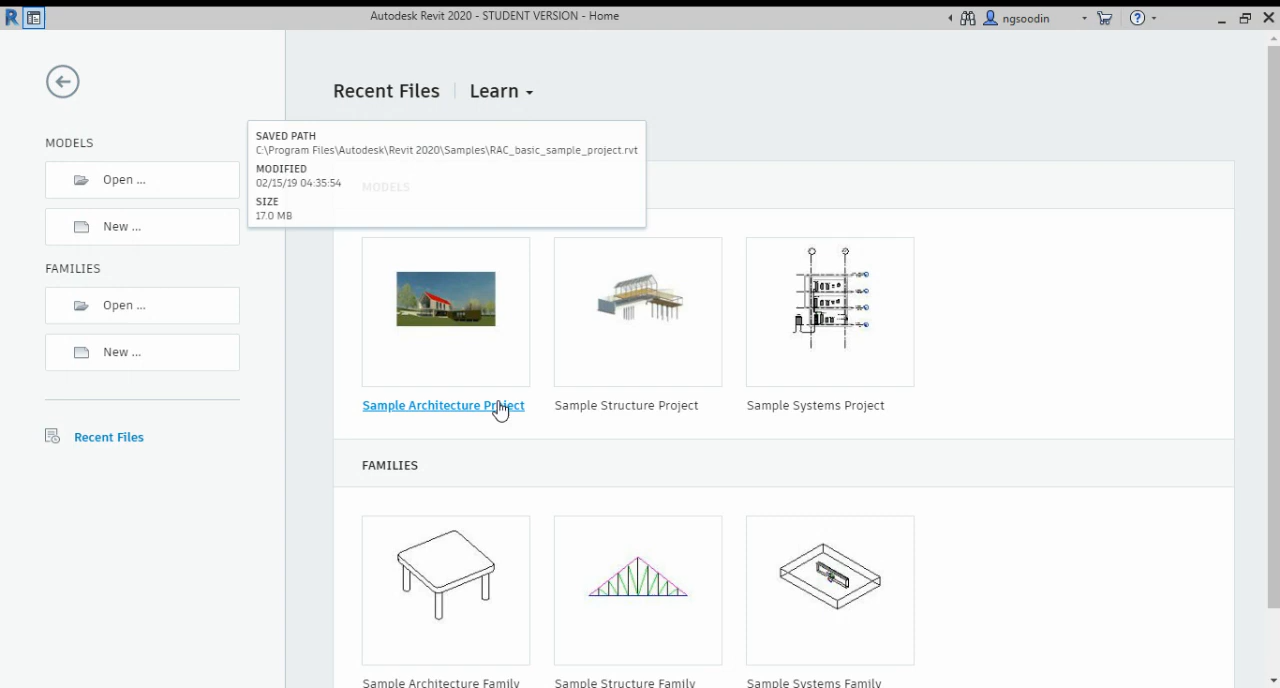 Autodesk Revit 2020 - STUDENT VERSION - Home
ngsoodin
Recent Files
Learn
MODELS
Open ...
New ...
FAMILIES
Open ...
New ...
Recent Files
SAVED PATH
C:\Program Files\Autodesk\Revit 2020\Samples\RAC_basic_sample_project.rvt
MODIFIED
02/15/19 04:35:54
SIZE
17.0 MB
MODELS
Sample Architecture Project
Sample Structure Project
Sample Systems Project
FAMILIES
Sample Architecture Family
Sample Structure Family
Sample Systems Family